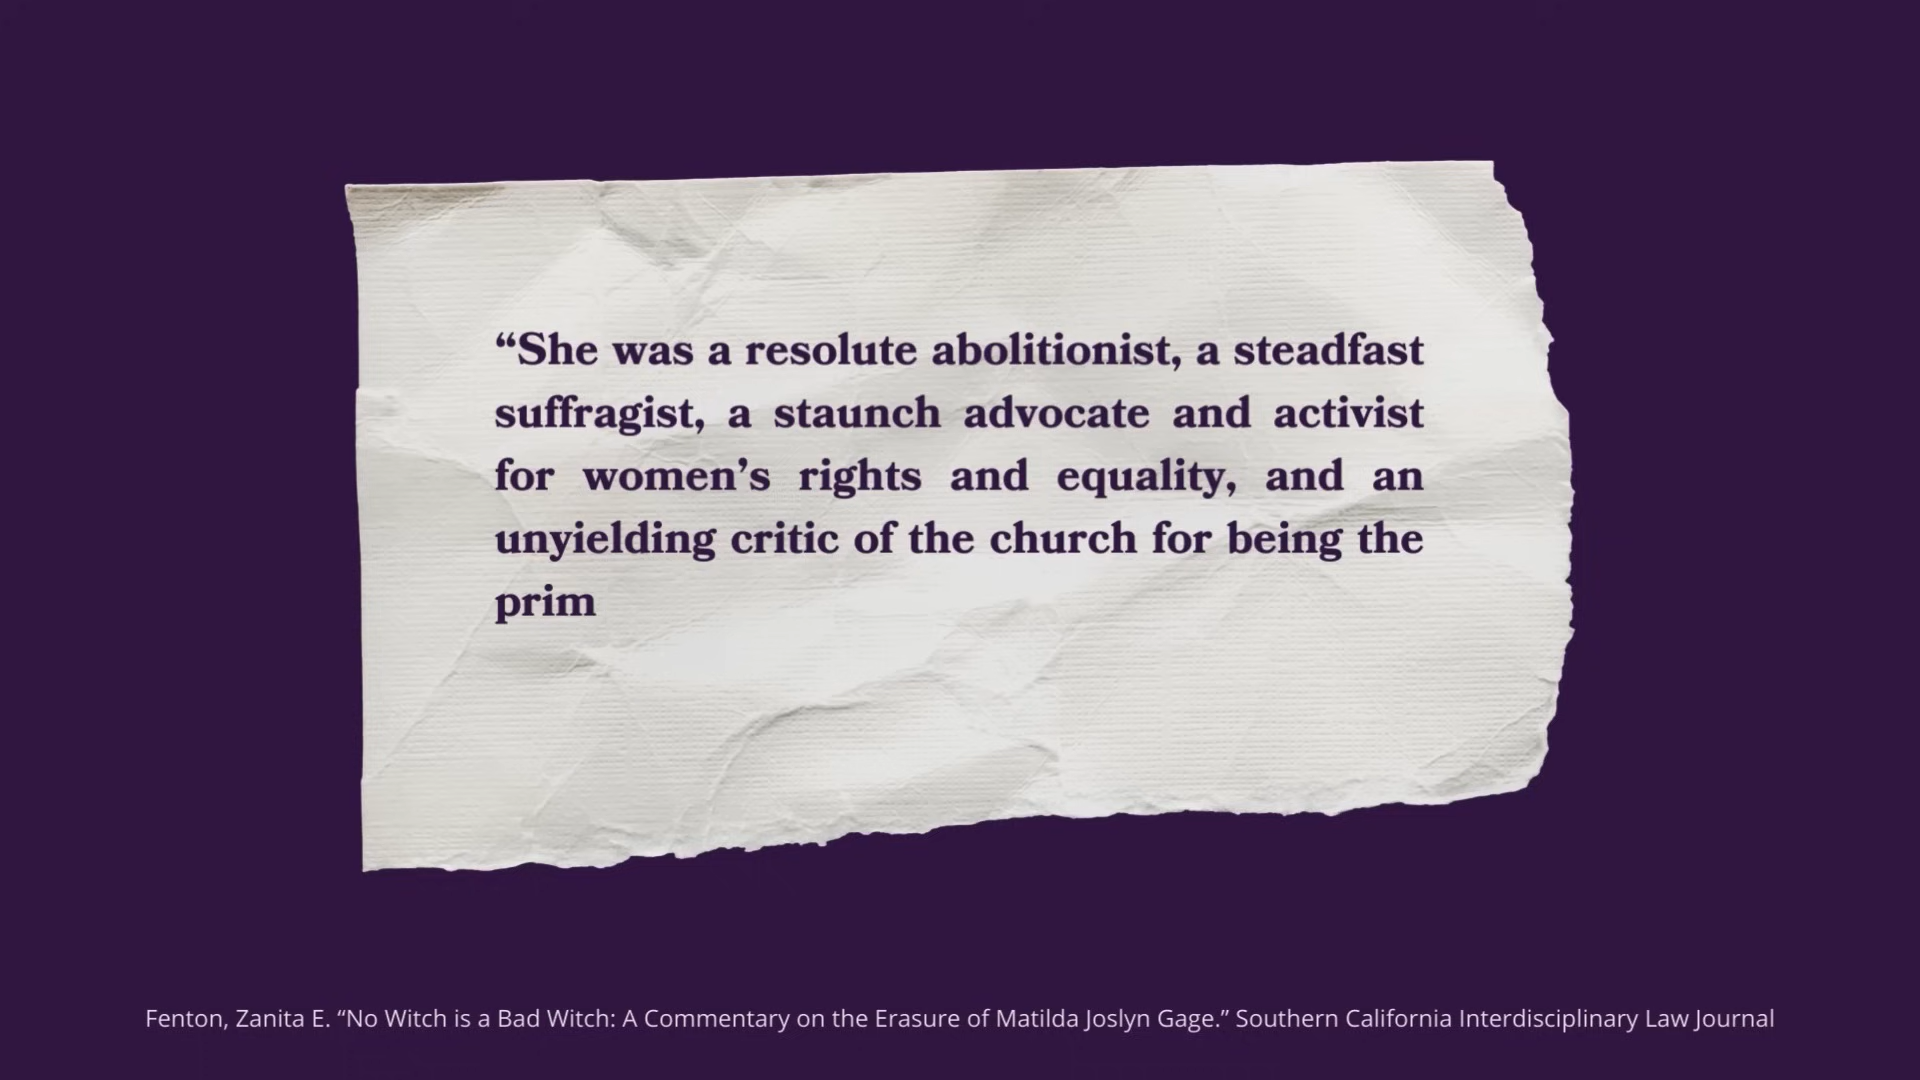 “She was a resolute abolitionist, a steadfast
suffragist, a staunch advocate and activist
for women’s rights and equality, and an
unyielding critic of the church for being the
prim
Fenton, Zanita E. “No Witch is a Bad Witch: A Commentary on the Erasure of Matilda Joslyn Gage.” Southern California Interdisciplinary Law Journal